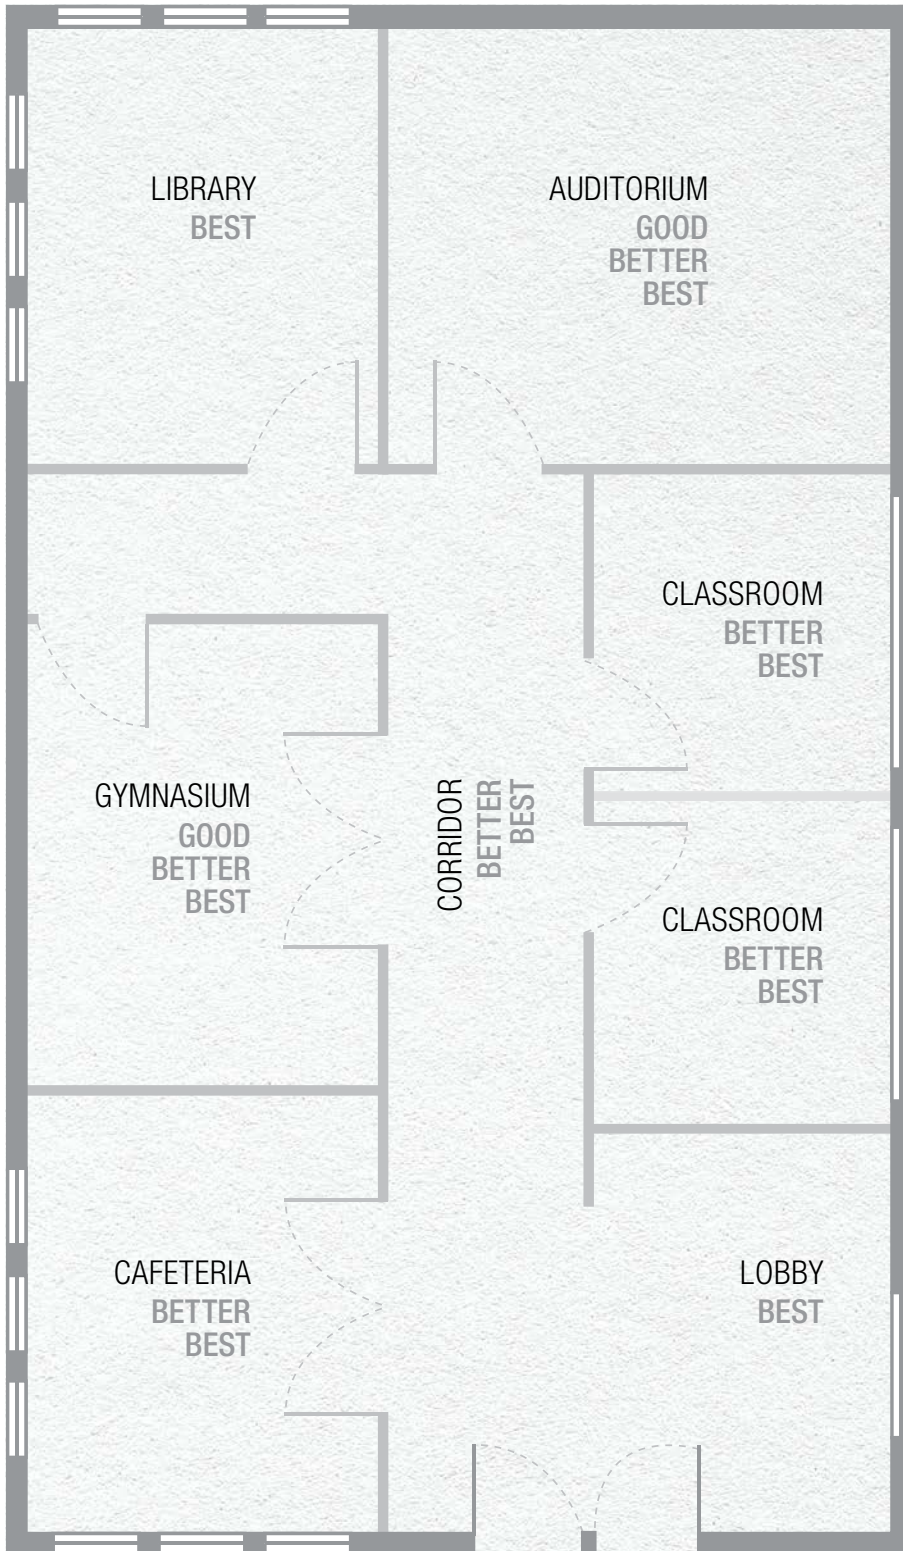 LIBRARY
BEST
AUDITORIUM
GOOD
BETTER
BEST
CLASSROOM
BETTER
BEST
GYMNASIUM
GOOD
BETTER
BEST
CORRIDOR
BETTER
BEST
CLASSROOM
BETTER
BEST
CAFETERIA
BETTER
BEST
LOBBY
BEST